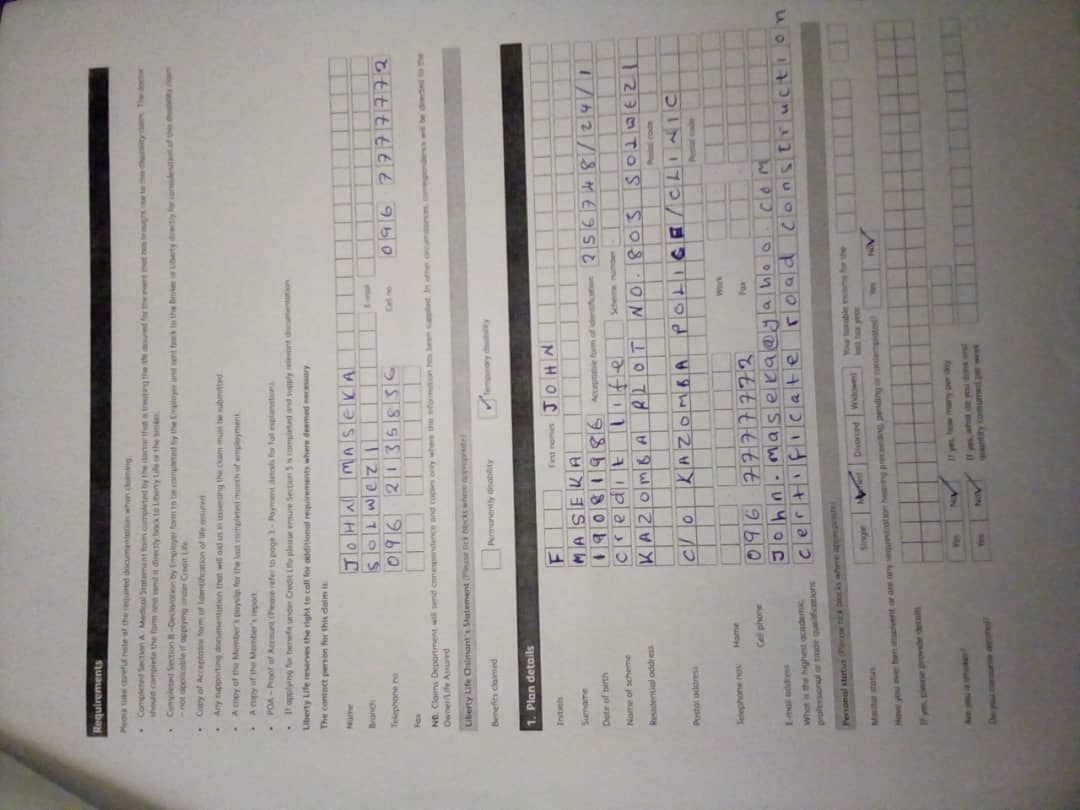 Requirements
Please take careful note of the required documentation when claiming
• Completed Section A - Medical Statement form completed by the doctor that is treating the life assured for the event that has brought rise to this disability claim. The doctor
should complete the form and send it directly back to Liberty Life or the broker.
• Completed Section B - Declaration by Employer form to be completed by the Employer and sent back to the Broker or Liberty directly for consideration of this disability claim
- not applicable if applying under Credit Life
• Copy of Acceptable form of Identification of life assured
• Any supporting documentation that will aid us in assessing the claim must be submitted
• A copy of the Member's payslip for the last completed month of employment.
• A copy of the Member's report
• POA - Proof of Account (Please refer to page 3 - Payment details for full explanation).
• If applying for benefit under Credit Life please ensure Section 5 is completed and supply relevant documentation
Liberty Life reserves the right to call for additional requirements where deemed necessary
The contact person for this claim is:
Name JOHN MASEKA
Branch SOLWEZI E-mail
Telephone no 096 2135836 Cell no 096 7777772
Fax
NB. Claims Department will send correspondence and copies only where this information has been supplied. In other circumstances, correspondence will be directed to the
Owner/Life Assured
Liberty Life Claimant's Statement (Please tick blocks where appropriate)
Benefits claimed Permanently disability ✓ Temporary disability
1. Plan details
Initials F First names JOHN
Surname MASEKA
Date of birth 19081986 Acceptable form of identification 256748/24/1
Name of scheme credit life Scheme number
Residential address KAZOMBA PLOT NO. 803 SOLWEZI
Postal code
Postal address C/O KAZOMBA POLICE/CLINIC
Postal code
Telephone nos: Home Work
Cell phone 096 7777772 Fax
E-mail address John.maseka@yahoo.com
What is the highest academic, certificate road construction
professional or trade qualifications
Personal status (Please tick blocks where appropriate)
Marital status Single Married ✓ Divorced Widowed Your taxable income for the
last tax year
Have you ever been insolvent or are any sequestration hearing proceeding, pending or contemplated? Yes No ✓
If yes, please provide details
Are you a smoker? Yes No ✓ If yes, how many per day
Do you consume alcohol? Yes No ✓ If yes, what do you drink and
quantity consumed per week